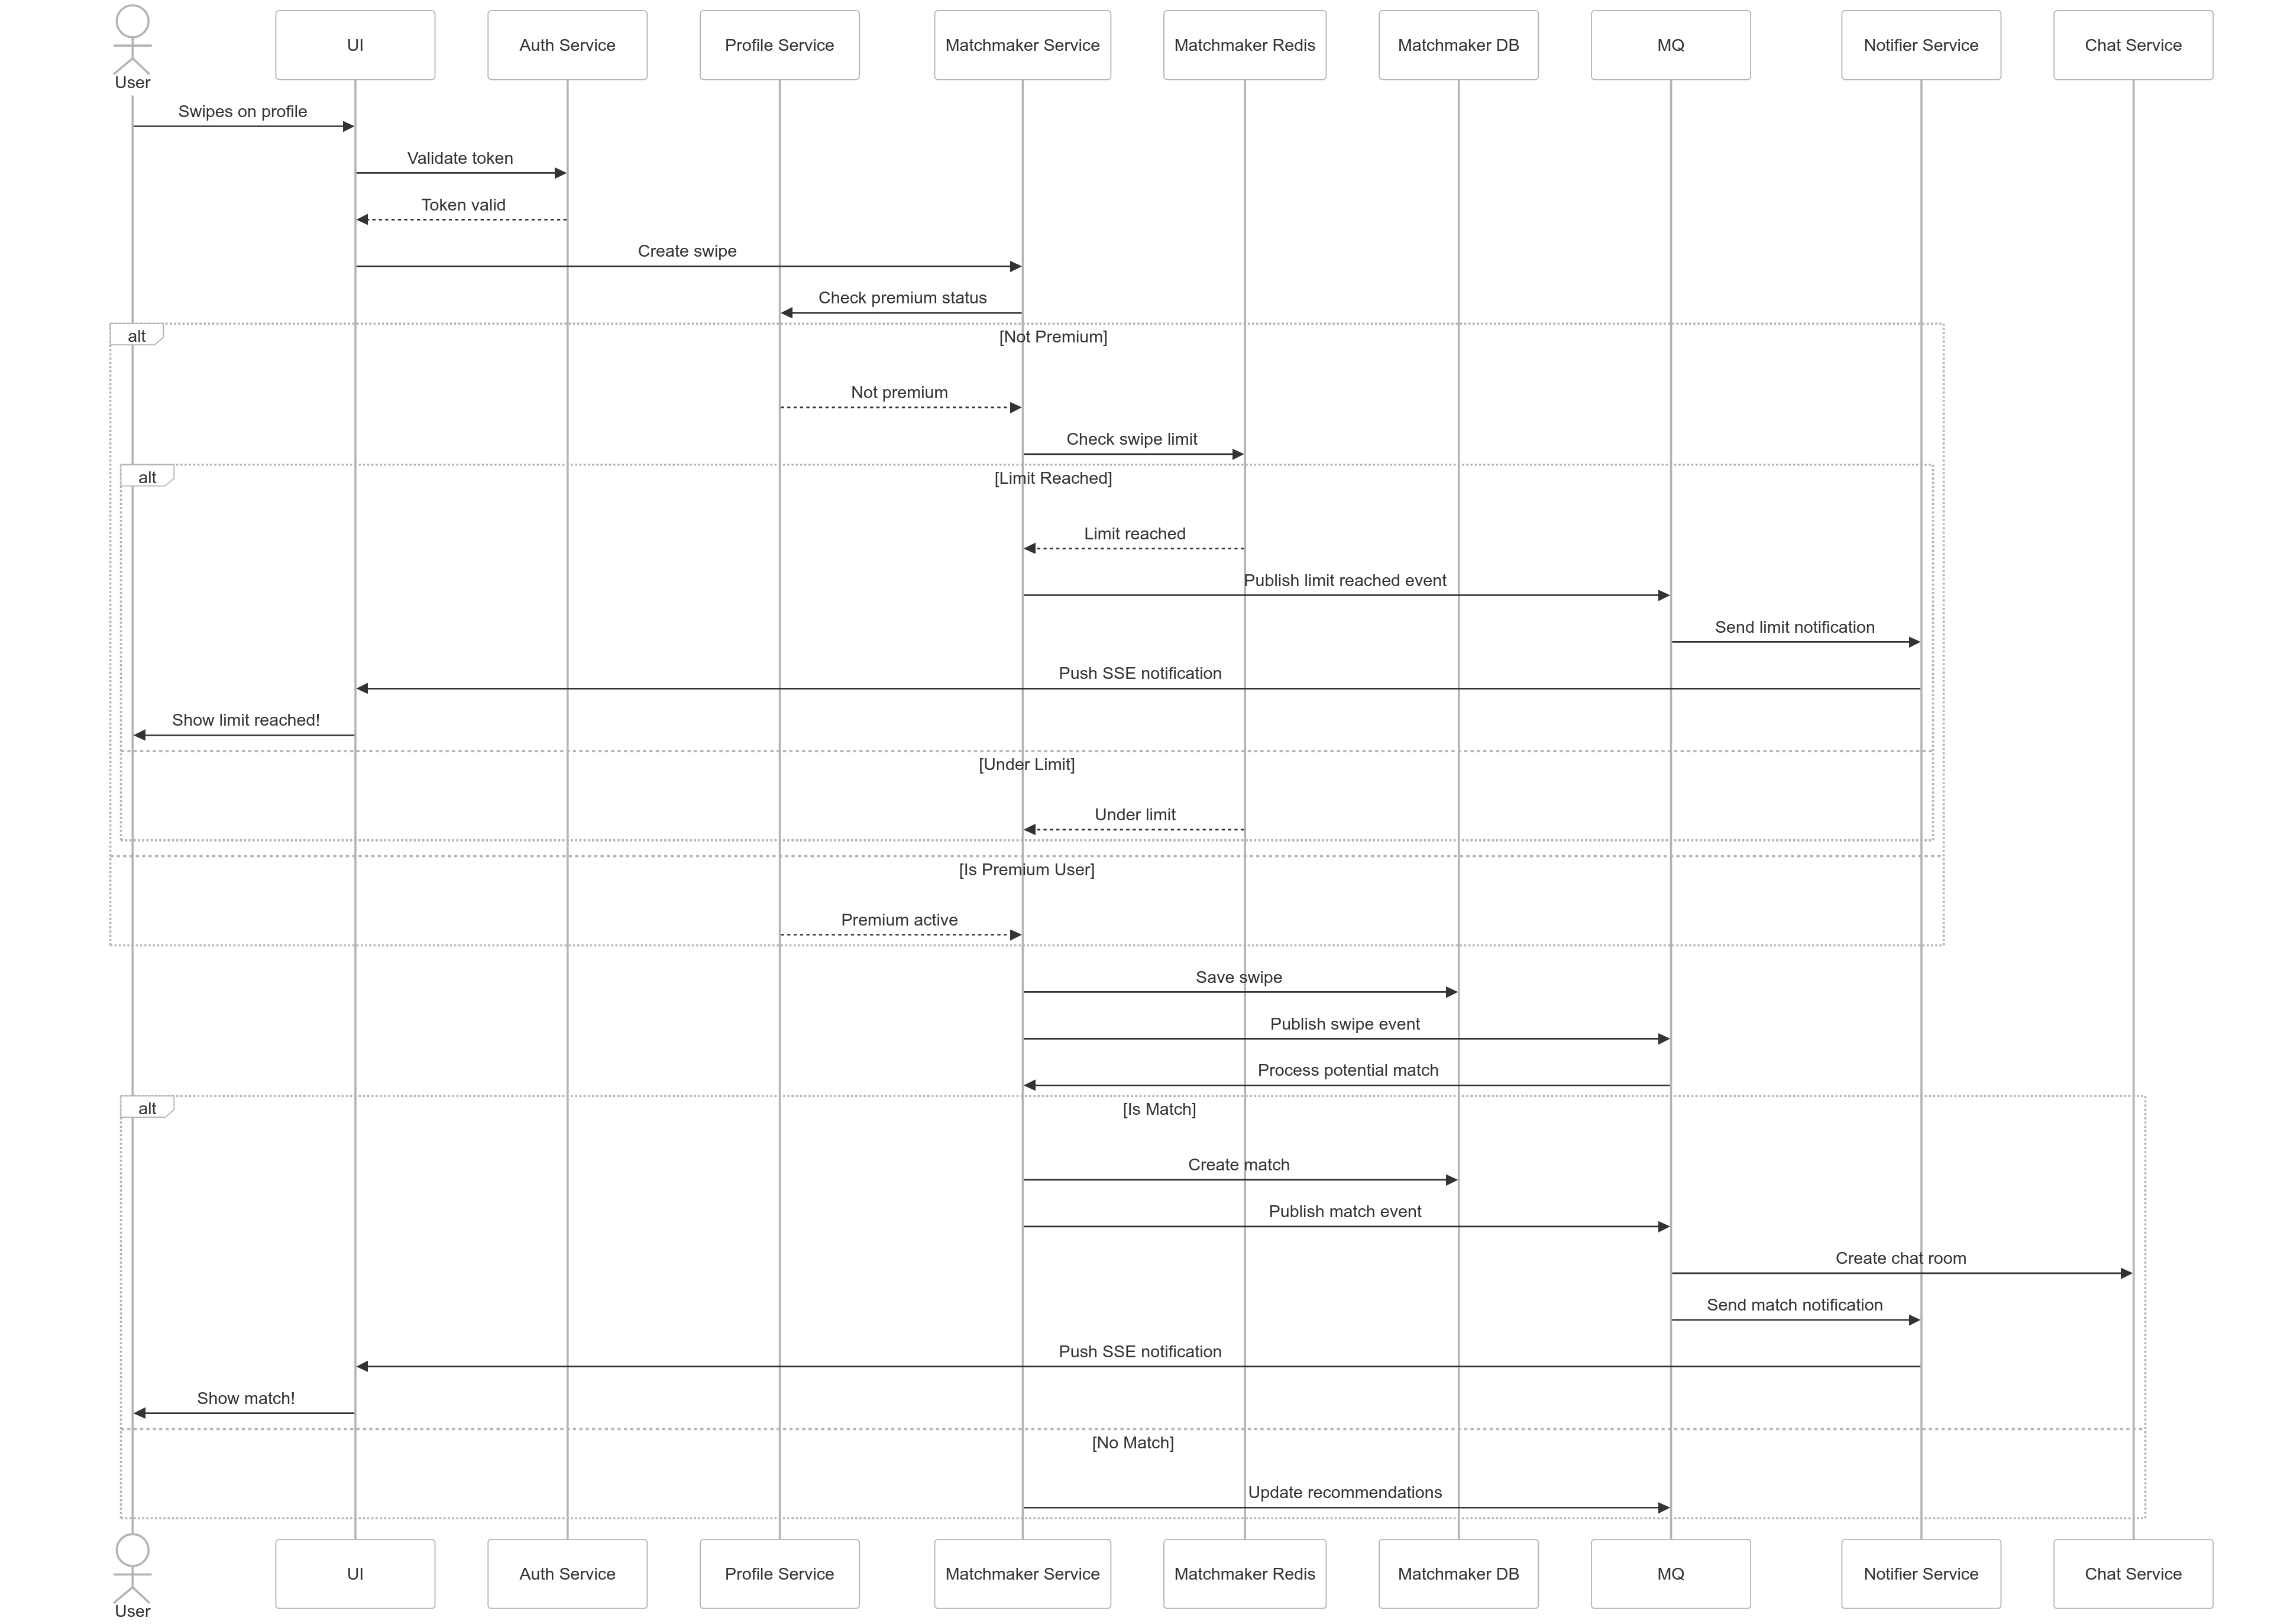 User
UI
Auth Service
Profile Service
Matchmaker Service
Matchmaker Redis
Matchmaker DB
MQ
Notifier Service
Chat Service
Swipes on profile
Validate token
Token valid
Create swipe
Check premium status
alt
[Not Premium]
Not premium
Check swipe limit
alt
[Limit Reached]
Limit reached
Publish limit reached event
Send limit notification
Push SSE notification
Show limit reached!
[Under Limit]
Under limit
[Is Premium User]
Premium active
Save swipe
Publish swipe event
Process potential match
alt
[Is Match]
Create match
Publish match event
Create chat room
Send match notification
Push SSE notification
Show match!
[No Match]
Update recommendations
User
UI
Auth Service
Profile Service
Matchmaker Service
Matchmaker Redis
Matchmaker DB
MQ
Notifier Service
Chat Service